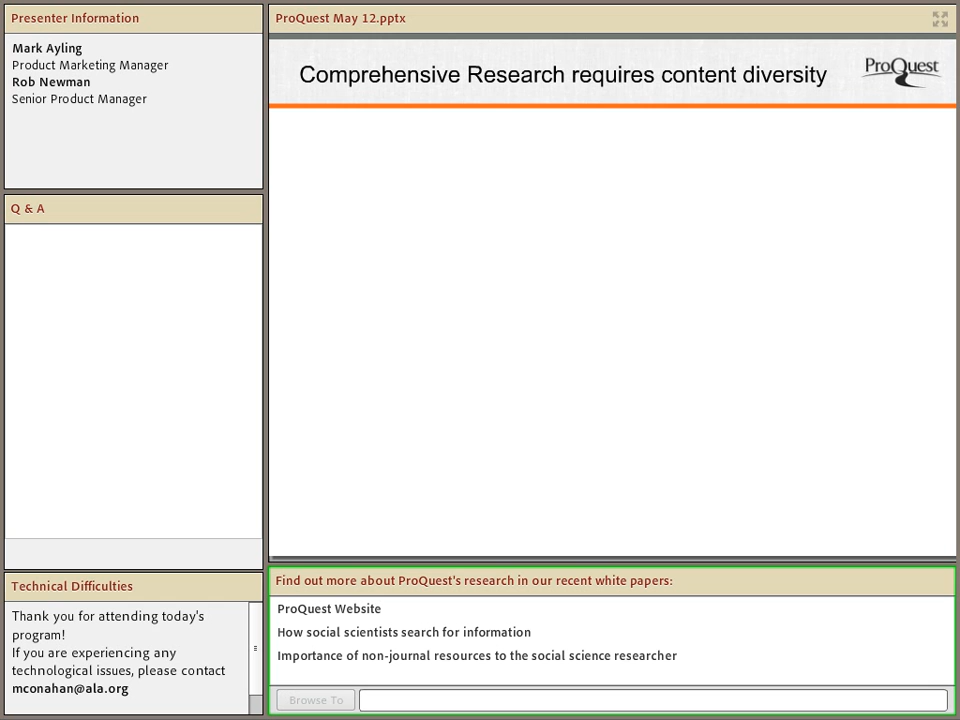 Presenter Information
Mark Ayling
Product Marketing Manager
Rob Newman
Senior Product Manager
Q & A
Technical Difficulties
Thank you for attending today's
program!
If you are experiencing any
technological issues, please contact
mconahan@ala.org
ProQuest May 12.pptx
Comprehensive Research requires content diversity
ProQuest
Find out more about ProQuest's research in our recent white papers:
ProQuest Website
How social scientists search for information
Importance of non-journal resources to the social science researcher
Browse To